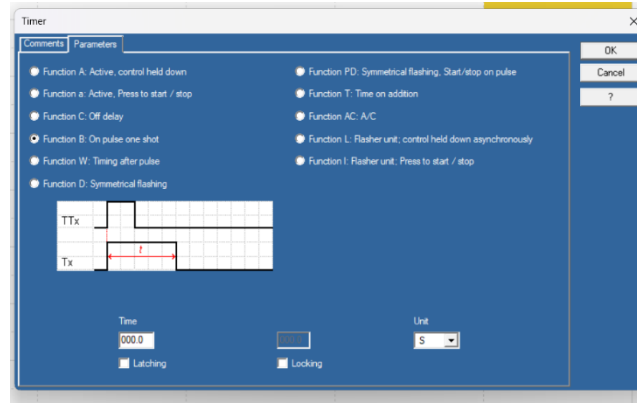 Timer
Comments Parameters
OK
Cancel
?
Function A: Active, control held down
Function a: Active, Press to start / stop
Function C: Off delay
Function B: On pulse one shot
Function W: Timing after pulse
Function D: Symmetrical flashing
Function PD: Symmetrical flashing, Start/stop on pulse
Function T: Time on addition
Function AC: A/C
Function L: Flasher unit; control held down asynchronously
Function l: Flasher unit; Press to start / stop
TTx
t
Tx
Time
Unit
000.0
000.0
S
Latching
Locking